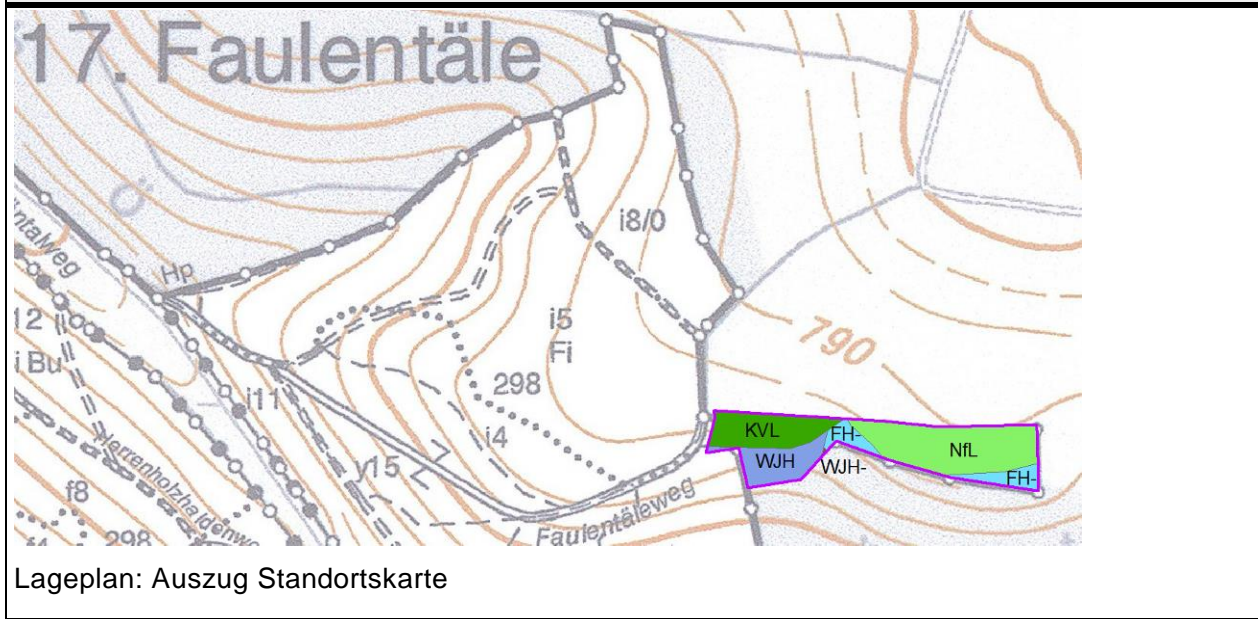 17. Faulentäle
i8/0
Hp
i5
Fi
790
298
12
i Bu
i11
i4
KVL
FH-
NfL
WJH
WJH-
FH-
y15
Herrenholzhaldenw
f8
Faulentäleweg
298
Lageplan: Auszug Standortskarte